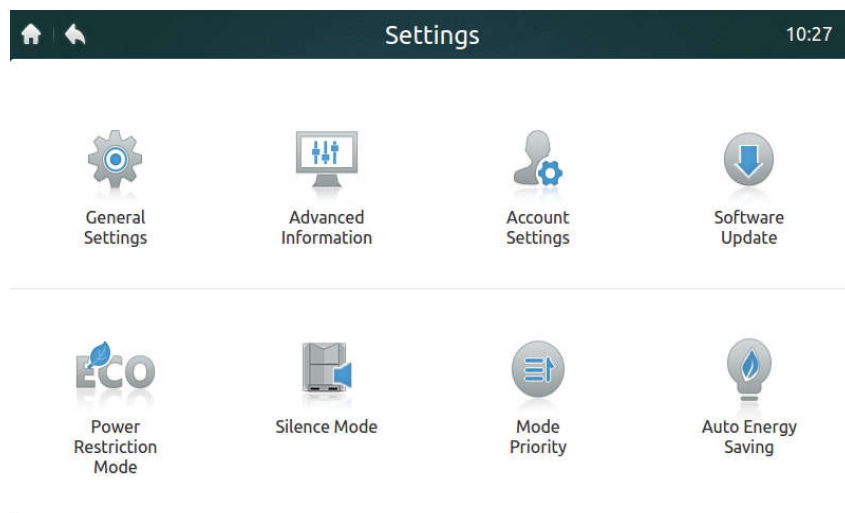 Settings
10:27
General
Settings
Advanced
Information
Account
Settings
Software
Update
ECO
Power
Restriction
Mode
Silence Mode
Mode
Priority
Auto Energy
Saving